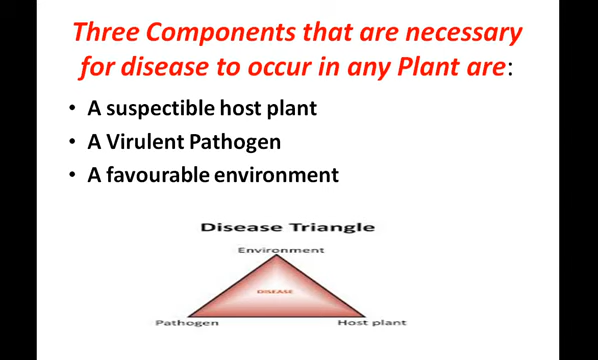 Three Components that are necessary
for disease to occur in any Plant are:
• A suspectible host plant
• A Virulent Pathogen
• A favourable environment
Disease Triangle
Environment
DISEASE
Pathogen Host plant